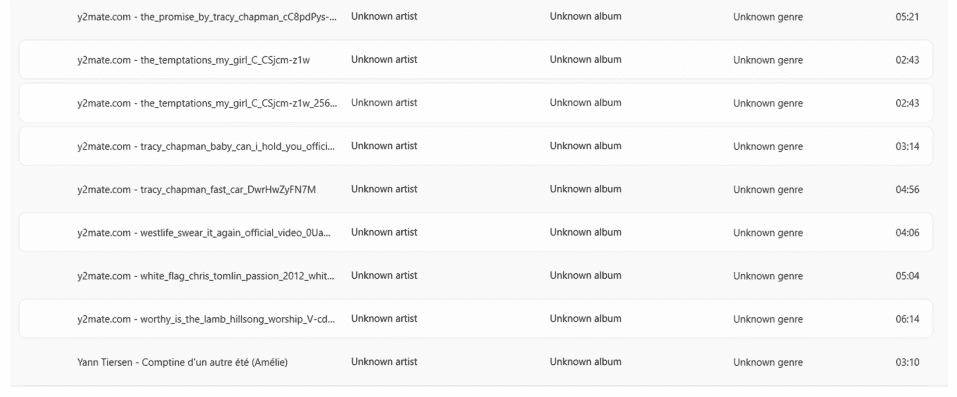 y2mate.com - the_promise_by_tracy_chapman_cC8pdPys-... Unknown artist Unknown album Unknown genre 05:21
y2mate.com - the_temptations_my_girl_C_CSjcm-z1w Unknown artist Unknown album Unknown genre 02:43
y2mate.com - the_temptations_my_girl_C_CSjcm-z1w_256... Unknown artist Unknown album Unknown genre 02:43
y2mate.com - tracy_chapman_baby_can_i_hold_you_offici... Unknown artist Unknown album Unknown genre 03:14
y2mate.com - tracy_chapman_fast_car_DwrHwZyFN7M Unknown artist Unknown album Unknown genre 04:56
y2mate.com - westlife_swear_it_again_official_video_0Ua... Unknown artist Unknown album Unknown genre 04:06
y2mate.com - white_flag_chris_tomlin_passion_2012_whit... Unknown artist Unknown album Unknown genre 05:04
y2mate.com - worthy_is_the_lamb_hillsong_worship_V-cd... Unknown artist Unknown album Unknown genre 06:14
Yann Tiersen - Comptine d'un autre été (Amélie) Unknown artist Unknown album Unknown genre 03:10